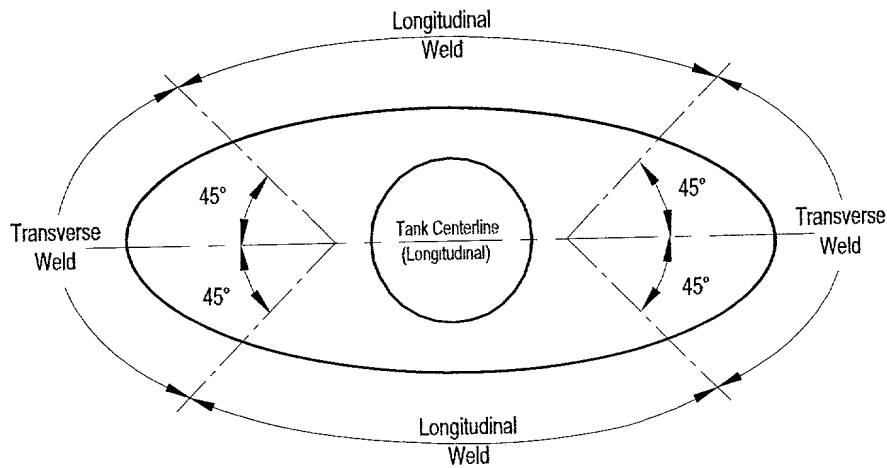 Longitudinal
Weld
45°
45°
Transverse
Weld
Tank Centerline
(Longitudinal)
Transverse
Weld
45°
45°
Longitudinal
Weld